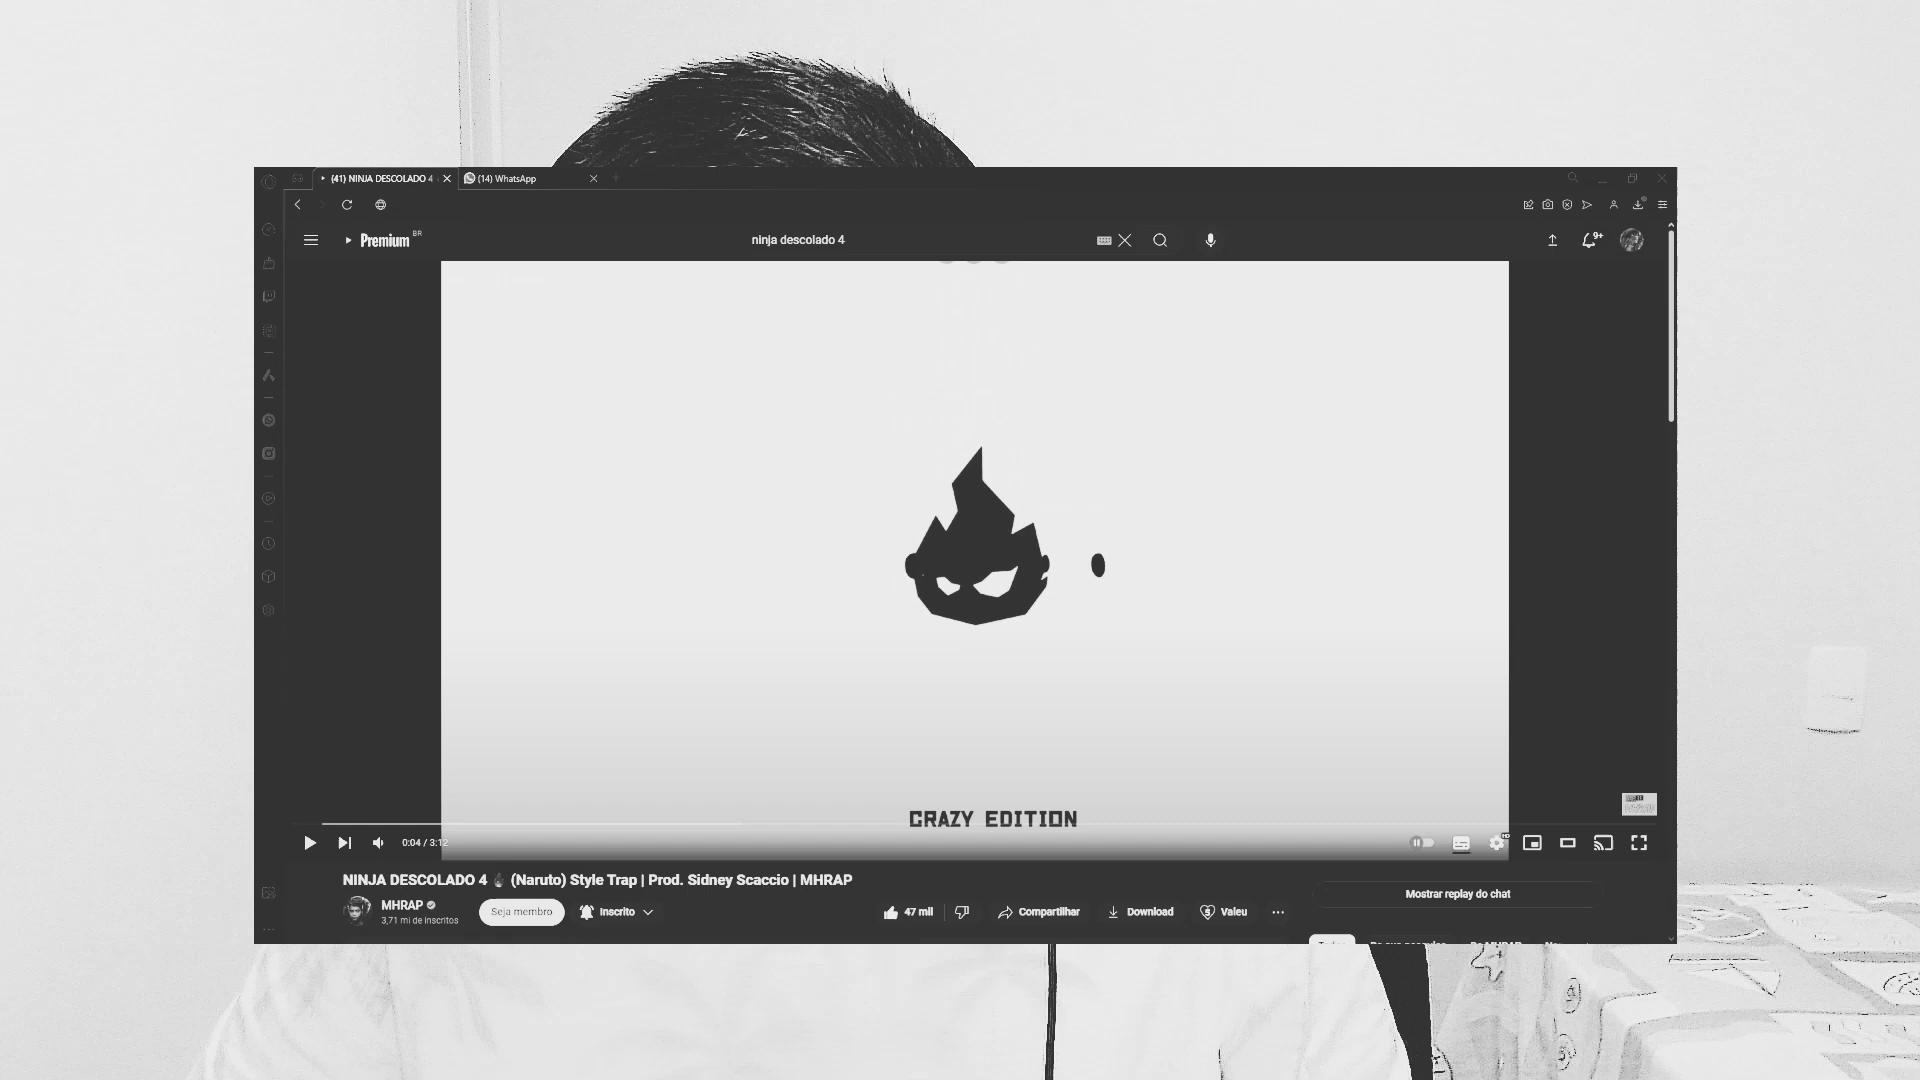 (41) NINJA DESCOLADO 4
(14) WhatsApp
Premium BR
ninja descolado 4
9+
CRAZY EDITION
0:04 / 3:12
HD
NINJA DESCOLADO 4 (Naruto) Style Trap | Prod. Sidney Scaccio | MHRAP
MHRAP
3,71 mi de inscritos
Seja membro
Inscrito
47 mil
Compartilhar
Download
Valeu
Mostrar replay do chat